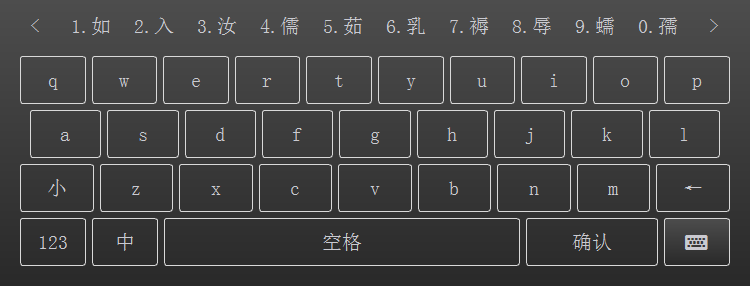 < 1.如 2.入 3.汝 4.儒 5.茹 6.乳 7.褥 8.辱 9.蠕 0.孺 >
q w e r t y u i o p
a s d f g h j k l
小 z x c v b n m ←
123 中 空格 确认